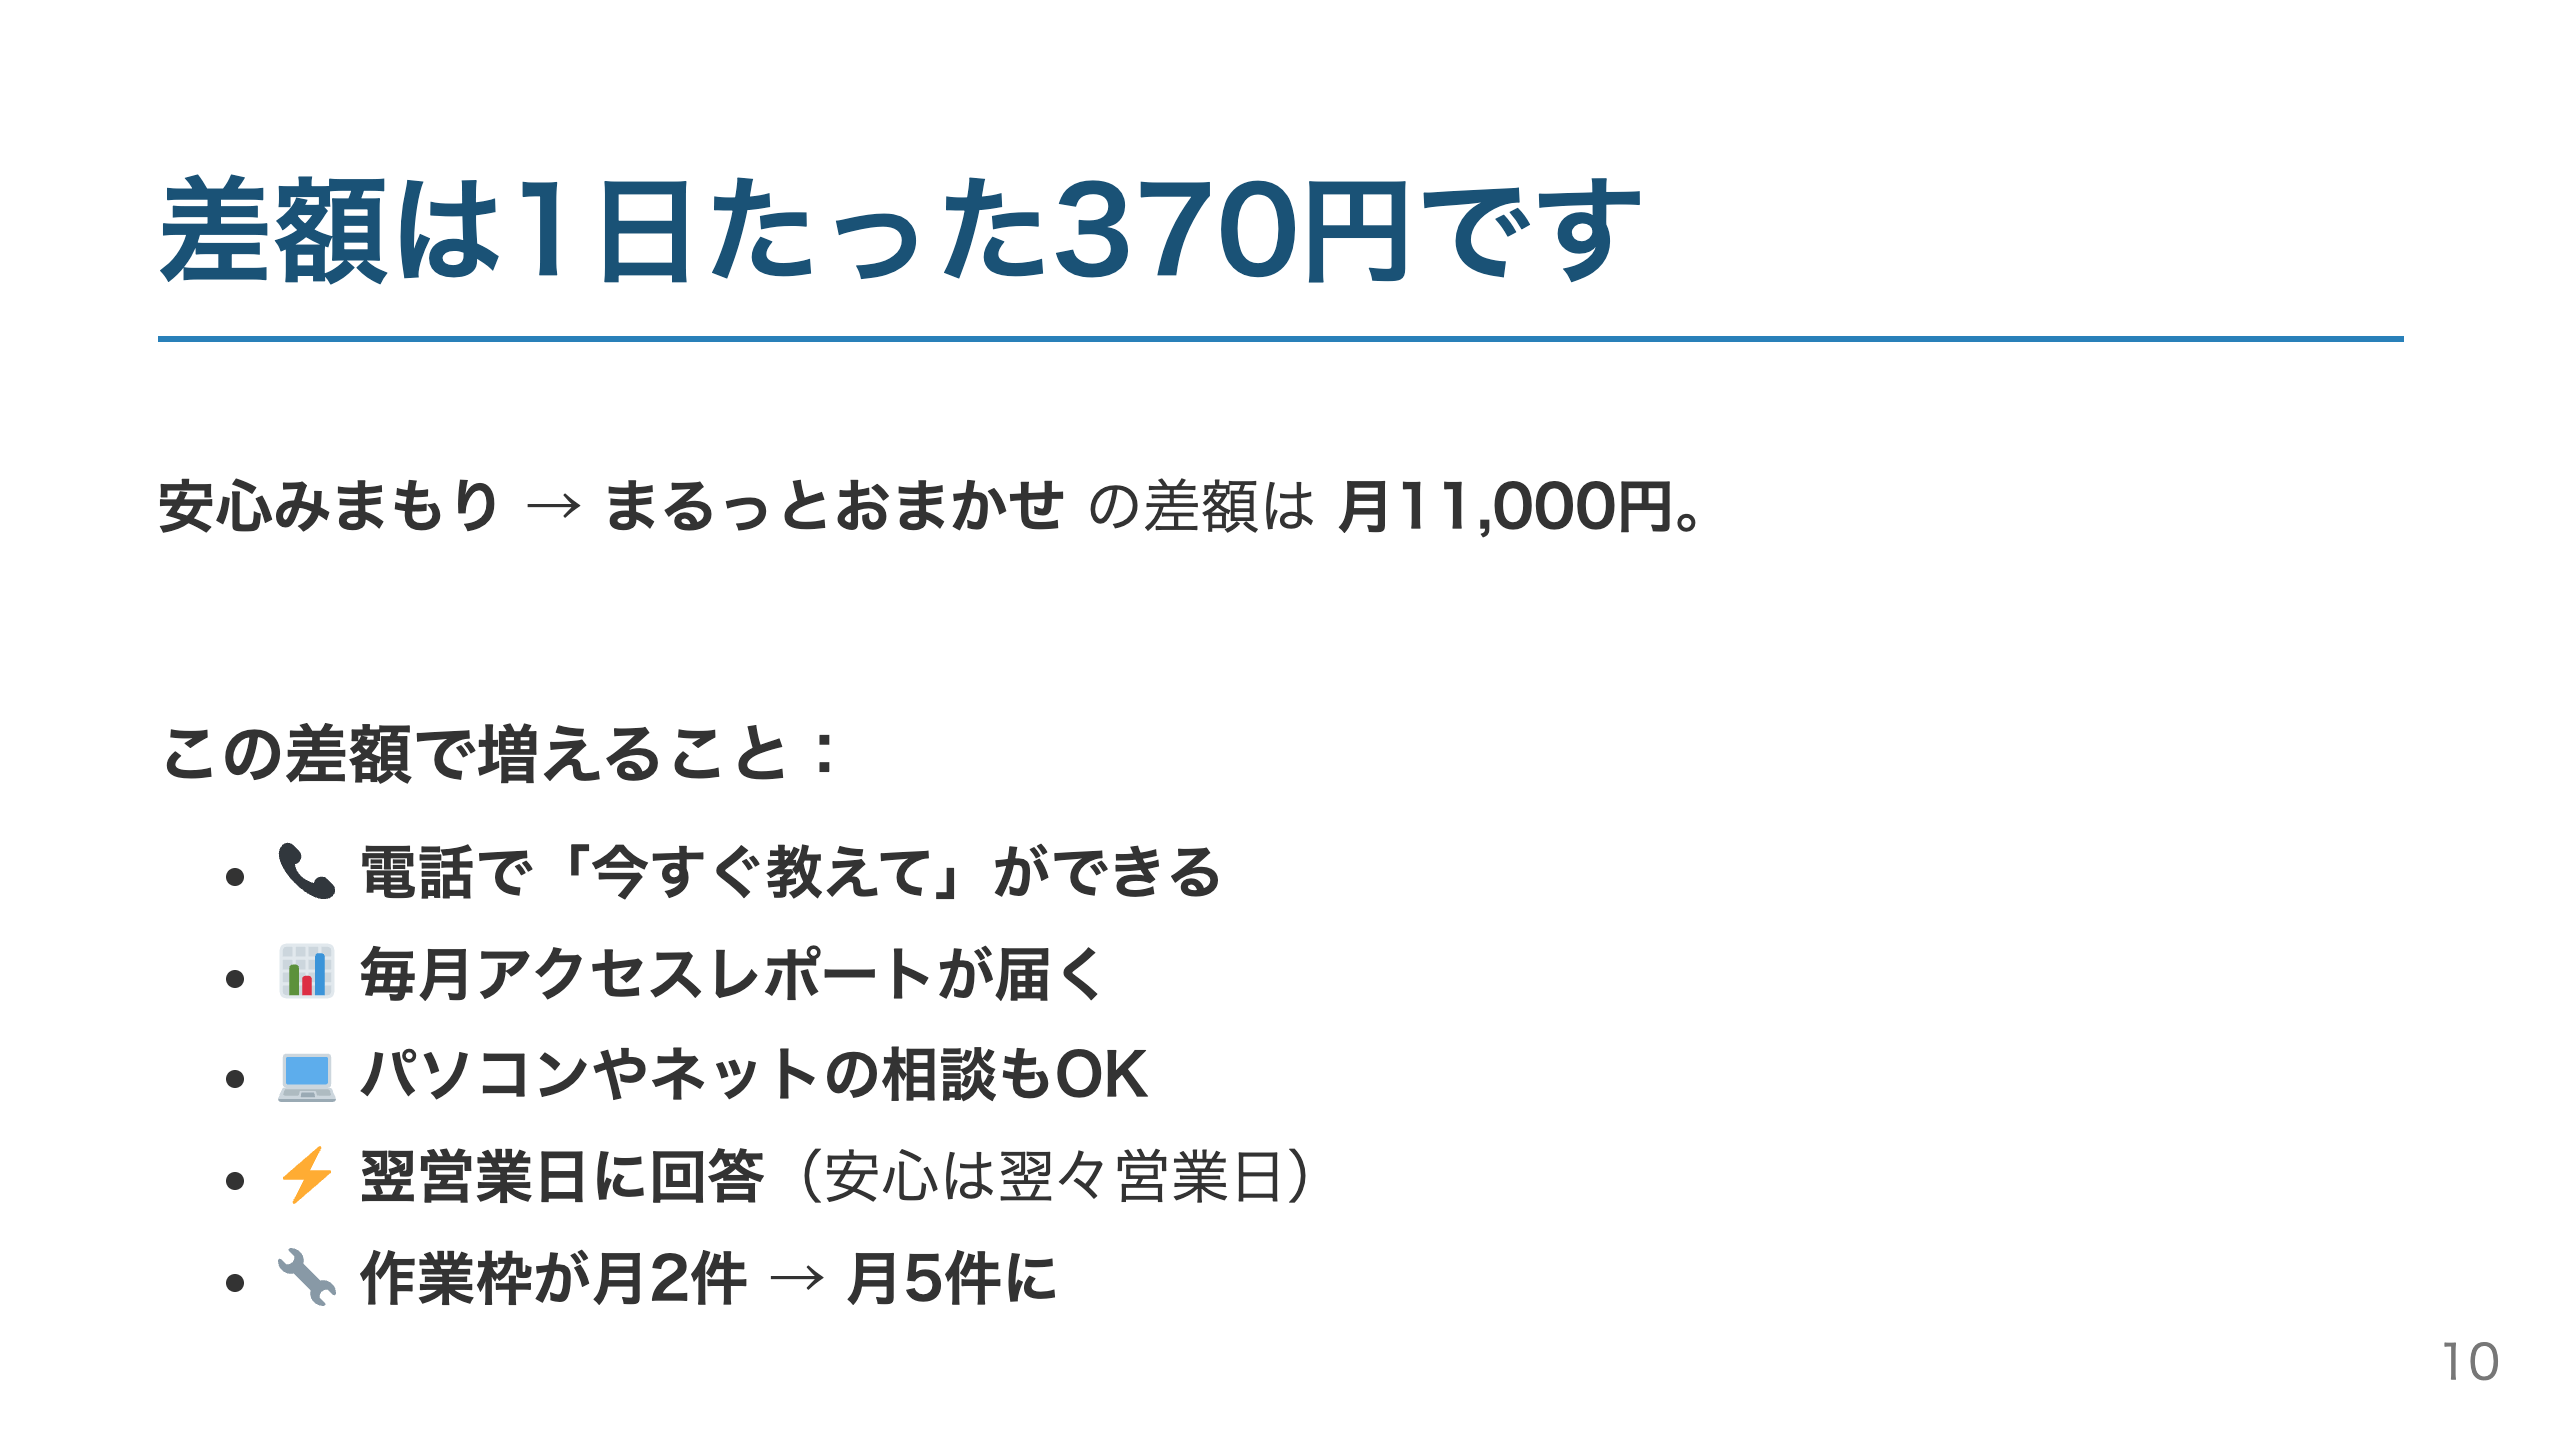 差額は1日たった370円です
安心みまもり → まるっとおまかせ の差額は 月11,000円。
この差額で増えること：
• 📞 電話で「今すぐ教えて」ができる
• 📊 毎月アクセスレポートが届く
• 💻 パソコンやネットの相談もOK
• ⚡ 翌営業日に回答（安心は翌々営業日）
• 🔧 作業枠が月2件 → 月5件に
10